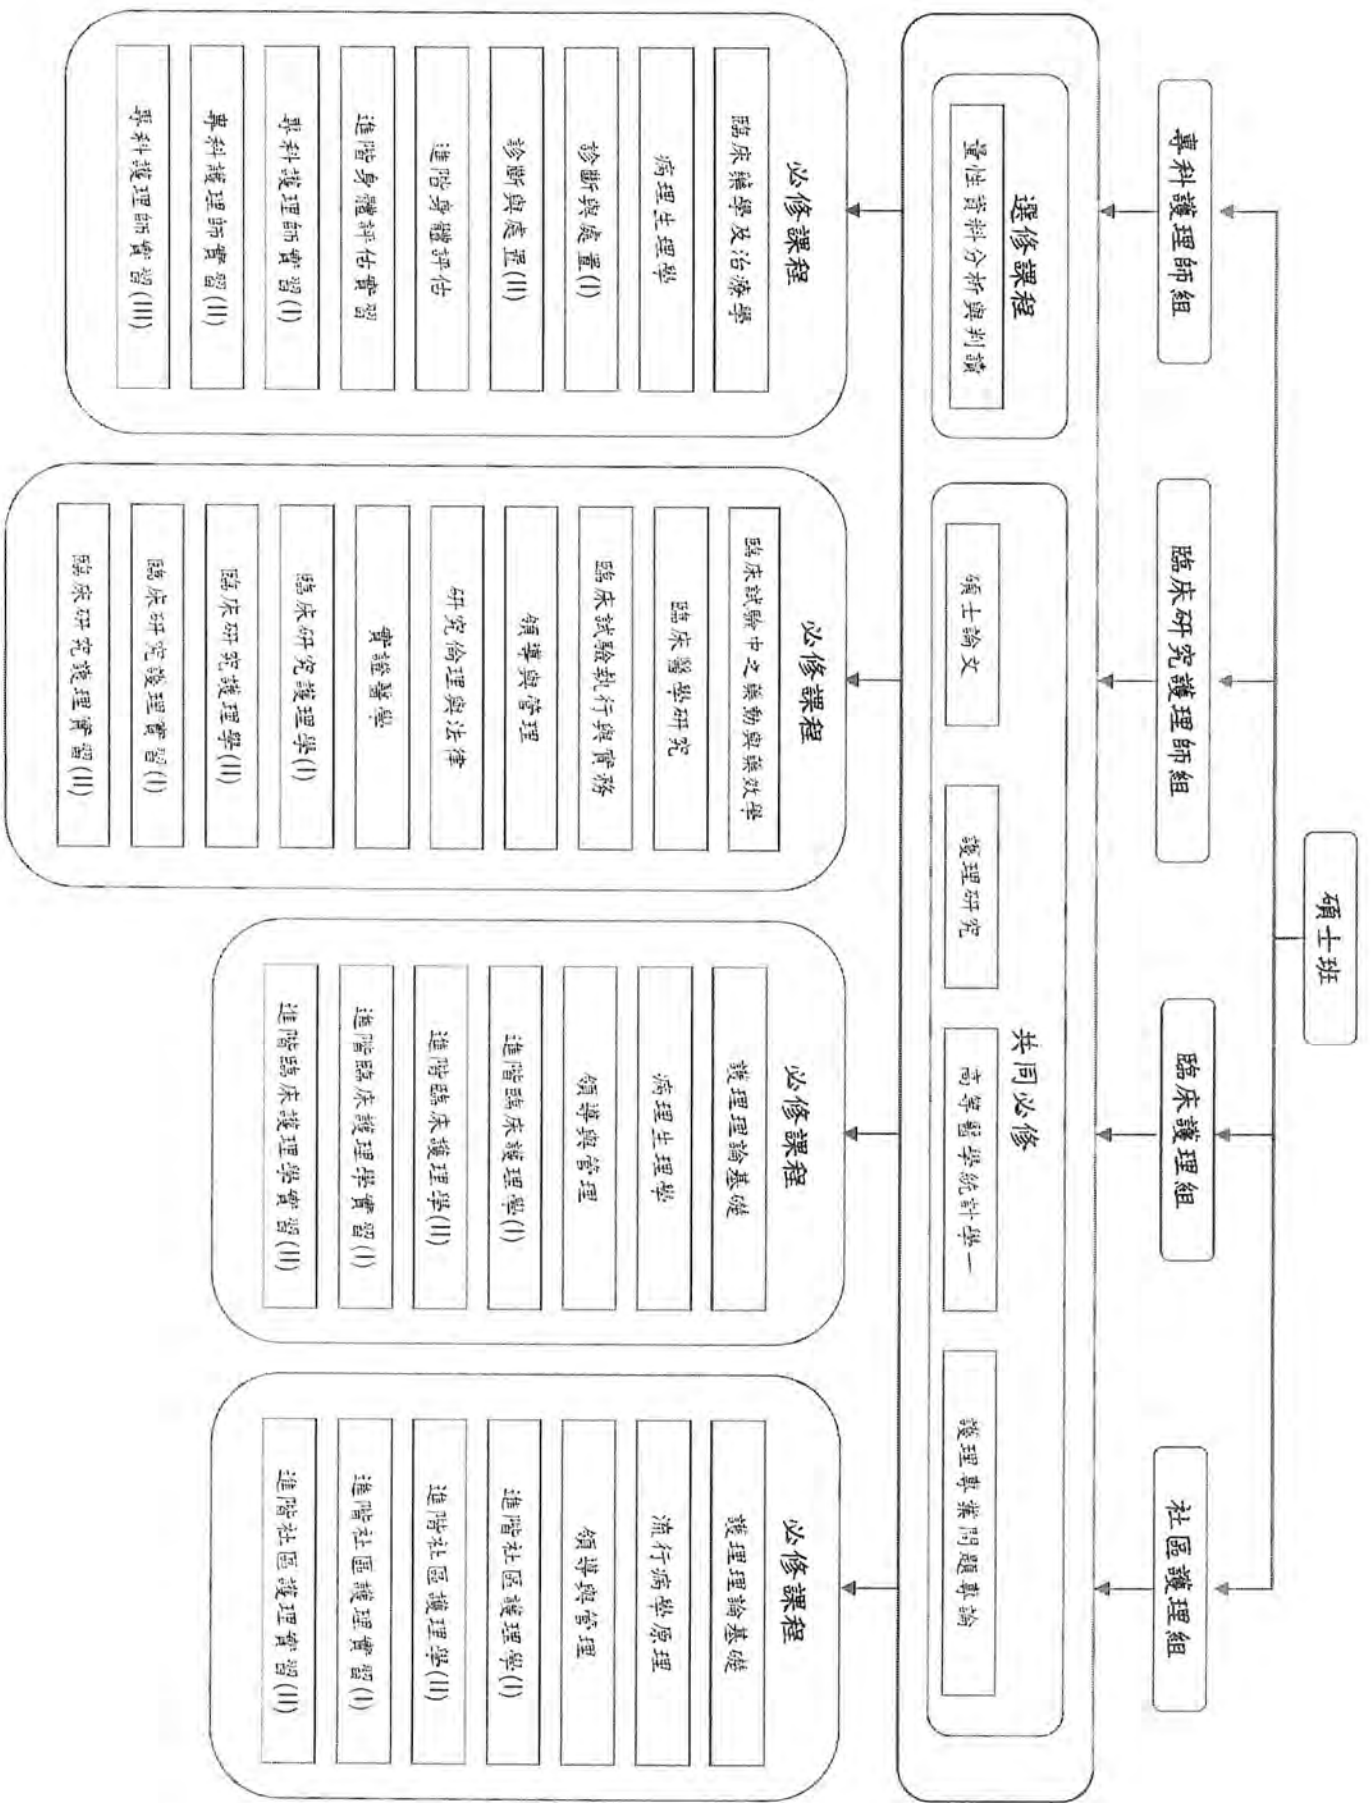 碩士班
專科護理師組
臨床研究護理師組
臨床護理組
社區護理組
選修課程
量性資料分析與判讀
共同必修
碩士論文
護理研究
高等醫學統計學一
護理專業問題專論
必修課程
臨床藥學及治療學
病理生理學
診斷與處置(I)
診斷與處置(II)
進階身體評估
進階身體評估實習
專科護理師實習(I)
專科護理師實習(II)
專科護理師實習(III)
必修課程
臨床試驗中之藥動與藥效學
臨床醫學研究
臨床試驗執行與實務
領導與管理
研究倫理與法律
實證醫學
臨床研究護理學(I)
臨床研究護理學(II)
臨床研究護理實習(I)
臨床研究護理實習(II)
必修課程
護理理論基礎
病理生理學
領導與管理
進階臨床護理學(I)
進階臨床護理學(II)
進階臨床護理學實習(I)
進階臨床護理學實習(II)
必修課程
護理理論基礎
流行病學原理
領導與管理
進階社區護理學(I)
進階社區護理學(II)
進階社區護理實習(I)
進階社區護理實習(II)